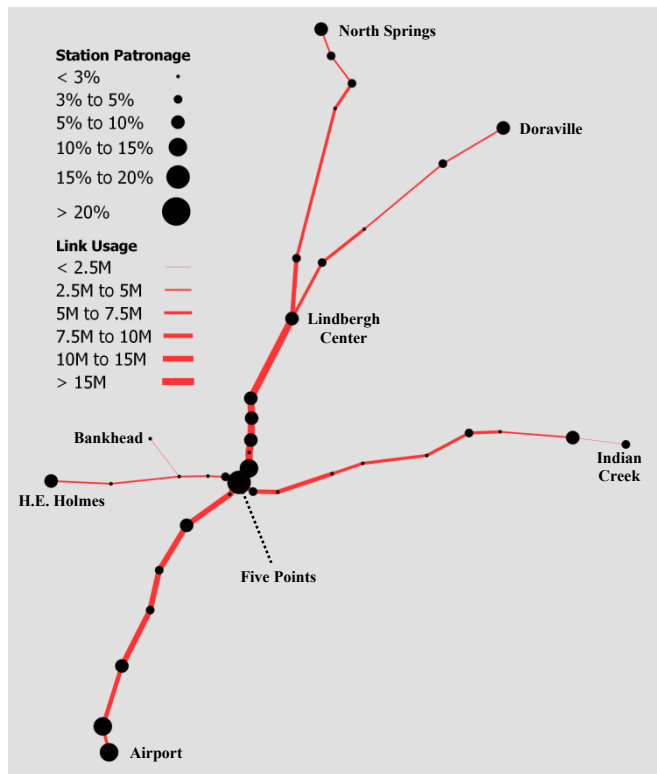 North Springs
Station Patronage
< 3%
3% to 5%
5% to 10%
10% to 15%
15% to 20%
> 20%
Doraville
Link Usage
< 2.5M
2.5M to 5M
5M to 7.5M
7.5M to 10M
10M to 15M
> 15M
Lindbergh
Center
Bankhead
Indian
Creek
H.E. Holmes
Five Points
Airport